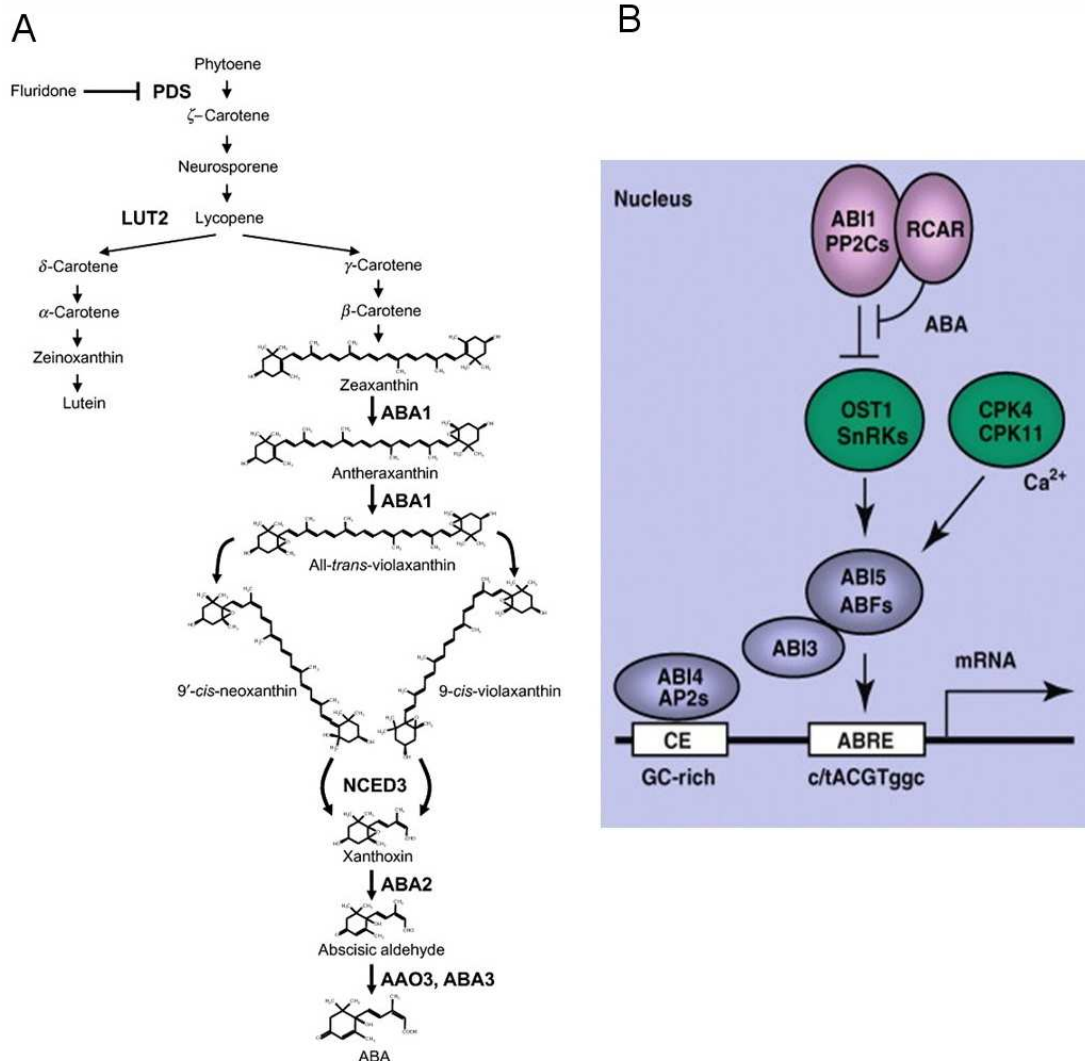 A
Phytoene
Fluridone
PDS
ζ–Carotene
Neurosporene
LUT2
Lycopene
δ-Carotene
γ-Carotene
α-Carotene
β-Carotene
Zeinoxanthin
Lutein
Zeaxanthin
ABA1
Antheraxanthin
ABA1
All-trans-violaxanthin
9′-cis-neoxanthin
9-cis-violaxanthin
NCED3
Xanthoxin
ABA2
Abscisic aldehyde
AAO3, ABA3
ABA
B
Nucleus
ABI1
PP2Cs
RCAR
ABA
OST1
SnRKs
CPK4
CPK11
Ca²⁺
ABI5
ABFs
ABI3
ABI4
AP2s
mRNA
CE
ABRE
GC-rich
c/tACGTggc